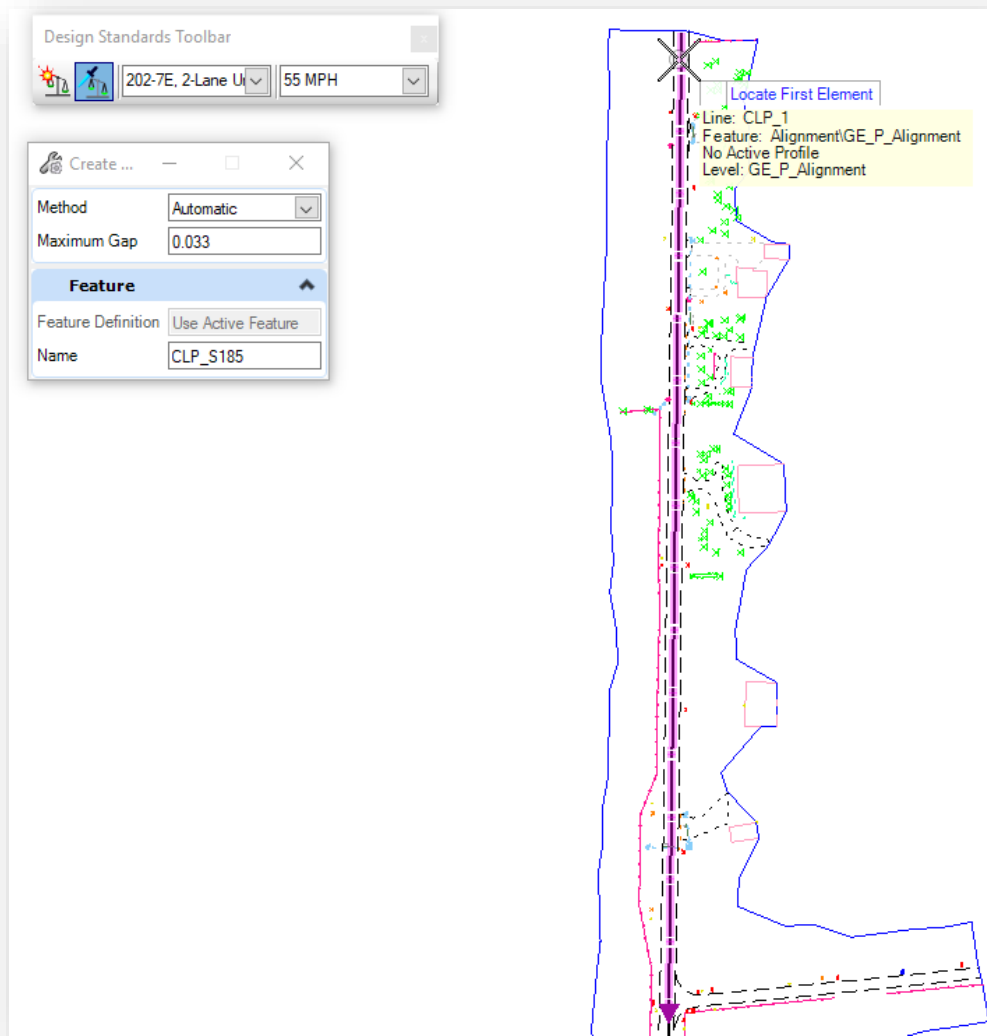 Design Standards Toolbar
202-7E, 2-Lane Ur
55 MPH
Create ...
Method
Automatic
Maximum Gap
0.033
Feature
Feature Definition
Use Active Feature
Name
CLP_S185
Locate First Element
Line: CLP_1
Feature: Alignment\GE_P_Alignment
No Active Profile
Level: GE_P_Alignment